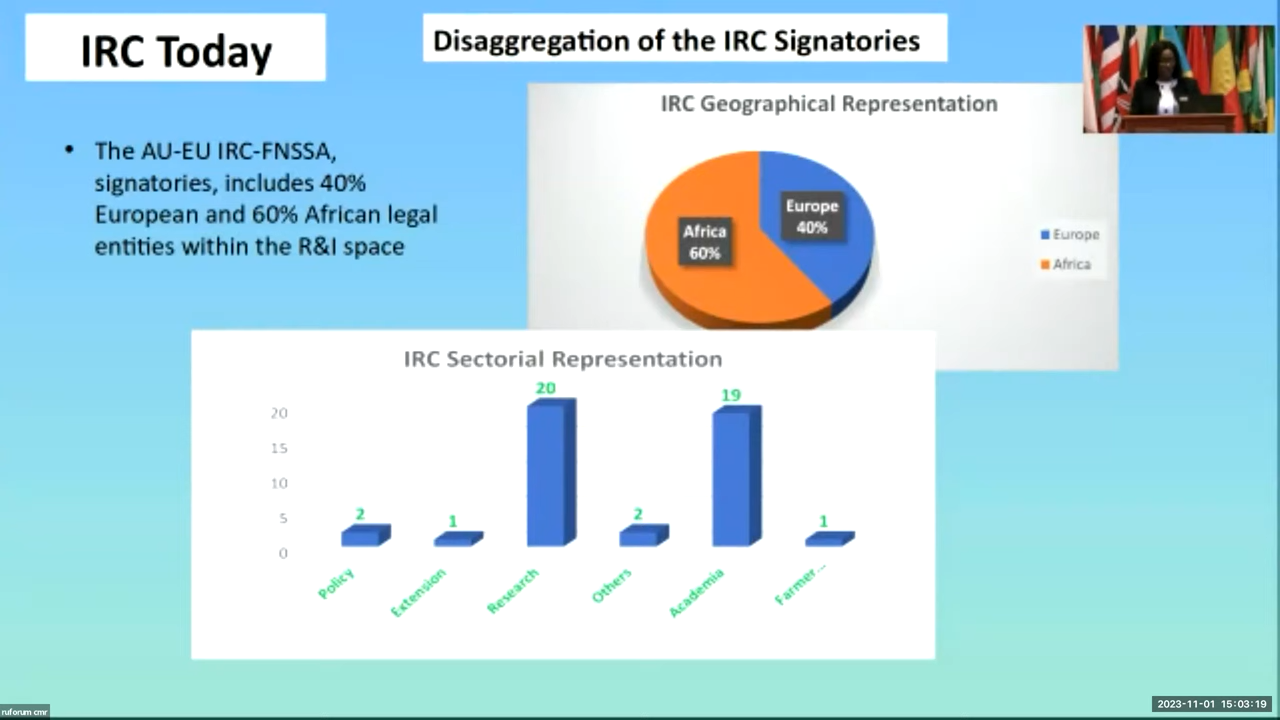 IRC Today
Disaggregation of the IRC Signatories
• The AU-EU IRC-FNSSA,
signatories, includes 40%
European and 60% African legal
entities within the R&I space
IRC Geographical Representation
Europe
40%
Africa
60%
Europe
Africa
IRC Sectorial Representation
20
15
10
5
0
2
1
20
2
19
1
Policy
Extension
Research
Others
Academia
Farmer...
ruforum cmr
2023-11-01 15:03:19